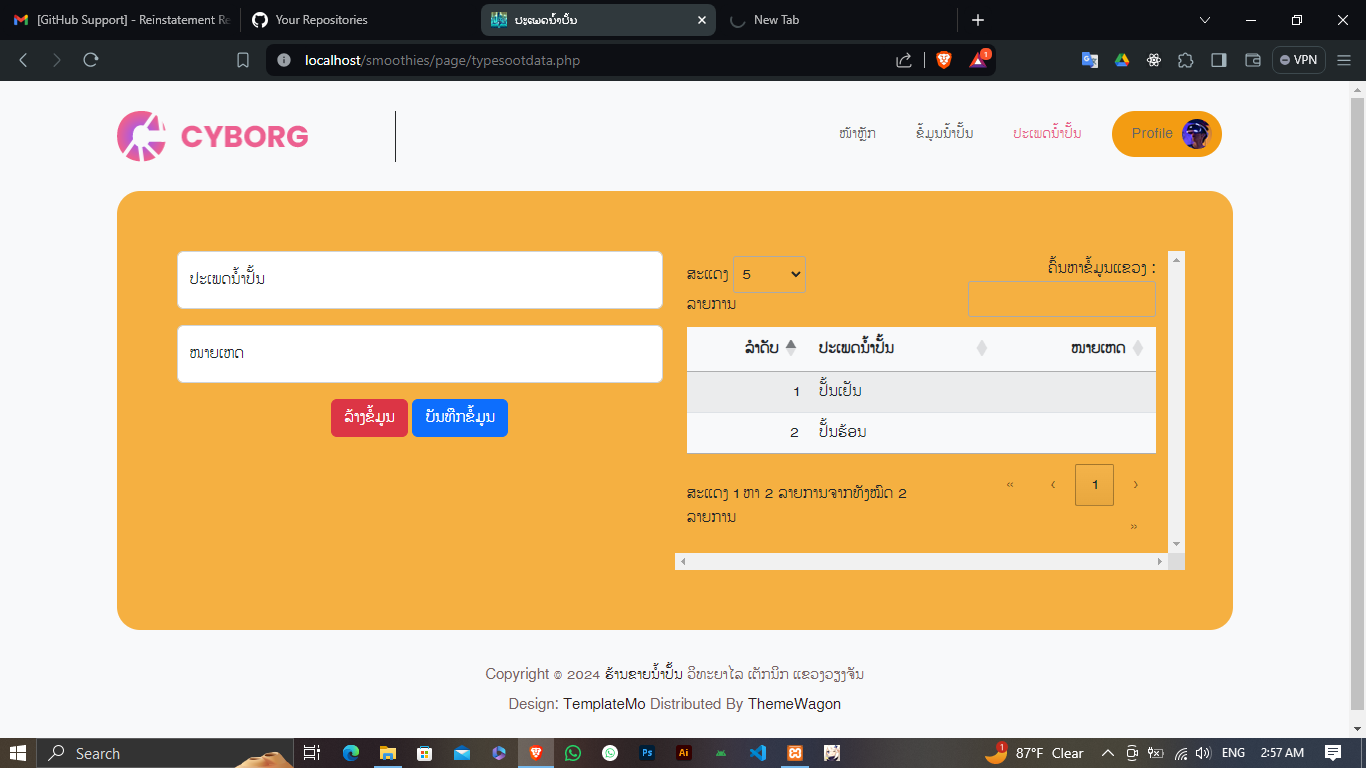 [GitHub Support] - Reinstatement Re
Your Repositories
ປະເພດນ້ຳປັ່ນ
New Tab
localhost/smoothies/page/typesootdata.php
1
VPN
CYBORG
ໜ້າຫຼັກ
ຂໍ້ມູນນ້ຳປັ່ນ
ປະເພດນ້ຳປັ່ນ
Profile
ປະເພດນ້ຳປັ່ນ
ໝາຍເຫດ
ລ້າງຂໍ້ມູນ
ບັນທຶກຂໍ້ມູນ
ສະແດງ 5
ລາຍການ
ຄົ້ນຫາຂໍ້ມູນແຂວງ :
ລຳດັບ ປະເພດນ້ຳປັ່ນ ໝາຍເຫດ
1 ປັ່ນເຢັນ
2 ປັ່ນຮ້ອນ
ສະແດງ 1 ຫາ 2 ລາຍການຈາກທັງໝົດ 2
ລາຍການ
« ‹ 1 ›
»
Copyright © 2024 ຮ້ານຂາຍນ້ຳປັ່ນ ວິທະຍາໄລ ເຕັກນິກ ແຂວງວຽງຈັນ
Design: TemplateMo Distributed By ThemeWagon
Search
Ps
Ai
1
87°F Clear
ENG
2:57 AM